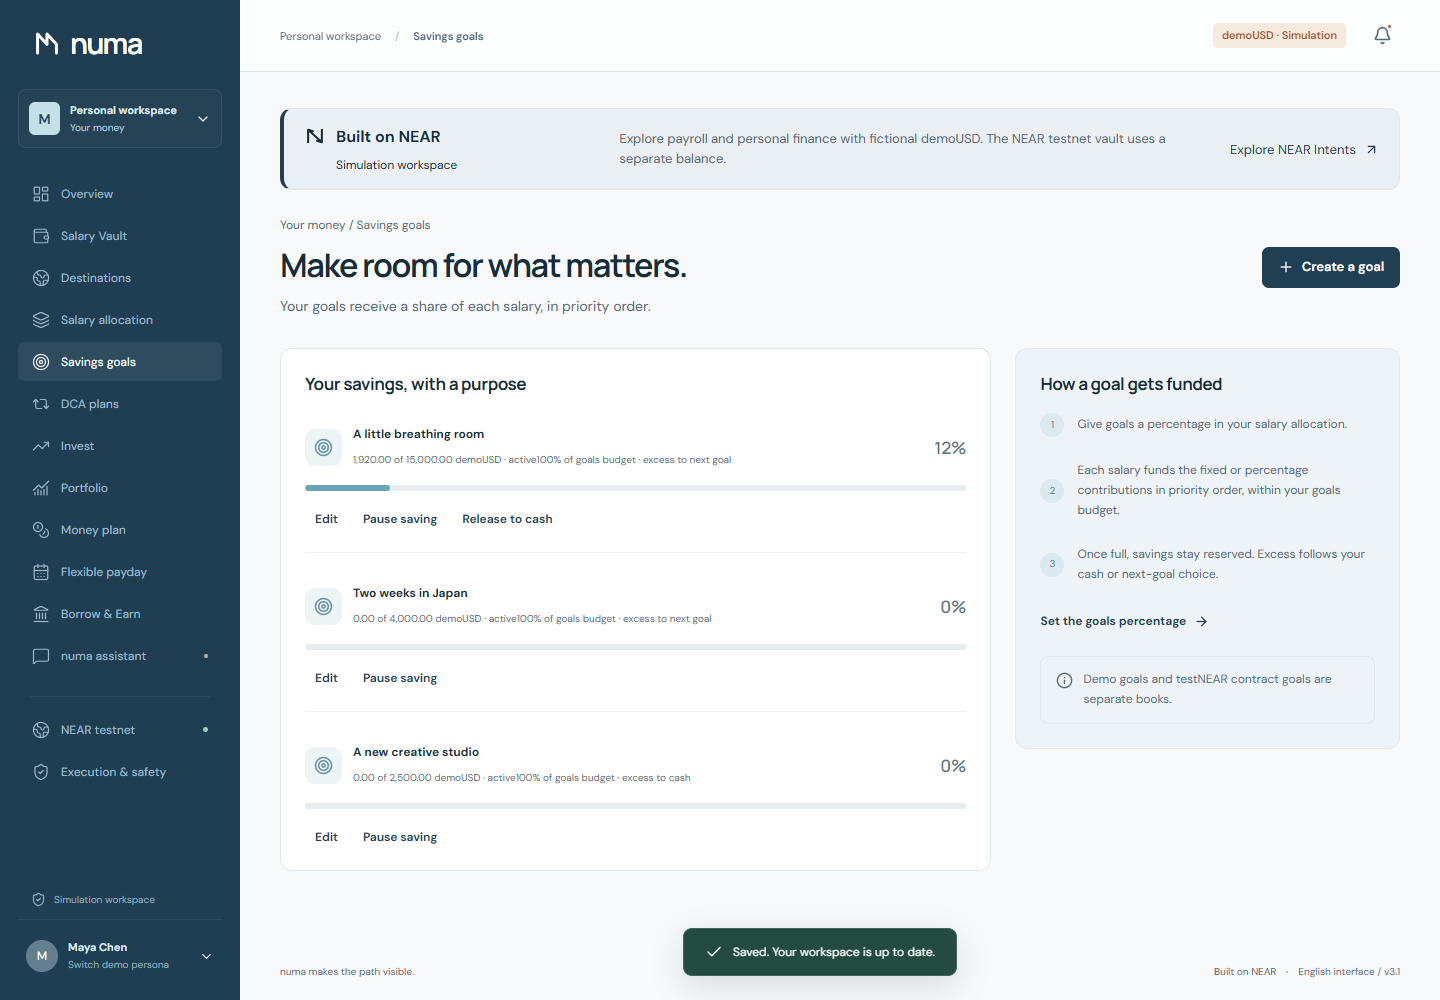 numa
M
Personal workspace
Your money
Overview
Salary Vault
Destinations
Salary allocation
Savings goals
DCA plans
Invest
Portfolio
Money plan
Flexible payday
Borrow & Earn
numa assistant
NEAR testnet
Execution & safety
Simulation workspace
M
Maya Chen
Switch demo persona
Personal workspace / Savings goals
demoUSD · Simulation
Built on NEAR
Simulation workspace
Explore payroll and personal finance with fictional demoUSD. The NEAR testnet vault uses a
separate balance.
Explore NEAR Intents
Your money / Savings goals
Make room for what matters.
Your goals receive a share of each salary, in priority order.
Create a goal
Your savings, with a purpose
A little breathing room
1,920.00 of 15,000.00 demoUSD · active100% of goals budget · excess to next goal
12%
Edit
Pause saving
Release to cash
Two weeks in Japan
0.00 of 4,000.00 demoUSD · active100% of goals budget · excess to next goal
0%
Edit
Pause saving
A new creative studio
0.00 of 2,500.00 demoUSD · active100% of goals budget · excess to cash
0%
Edit
Pause saving
How a goal gets funded
1
Give goals a percentage in your salary allocation.
2
Each salary funds the fixed or percentage
contributions in priority order, within your goals
budget.
3
Once full, savings stay reserved. Excess follows your
cash or next-goal choice.
Set the goals percentage
Demo goals and testNEAR contract goals are
separate books.
Saved. Your workspace is up to date.
numa makes the path visible.
Built on NEAR · English interface / v3.1